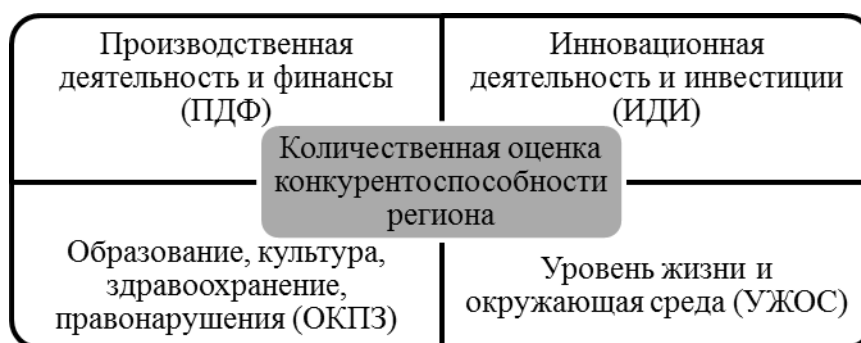 Производственная
деятельность и финансы
(ПДФ)
Инновационная
деятельность и инвестиции
(ИДИ)
Количественная оценка
конкурентоспособности
региона
Образование, культура,
здравоохранение,
правонарушения (ОКПЗ)
Уровень жизни и
окружающая среда (УЖОС)